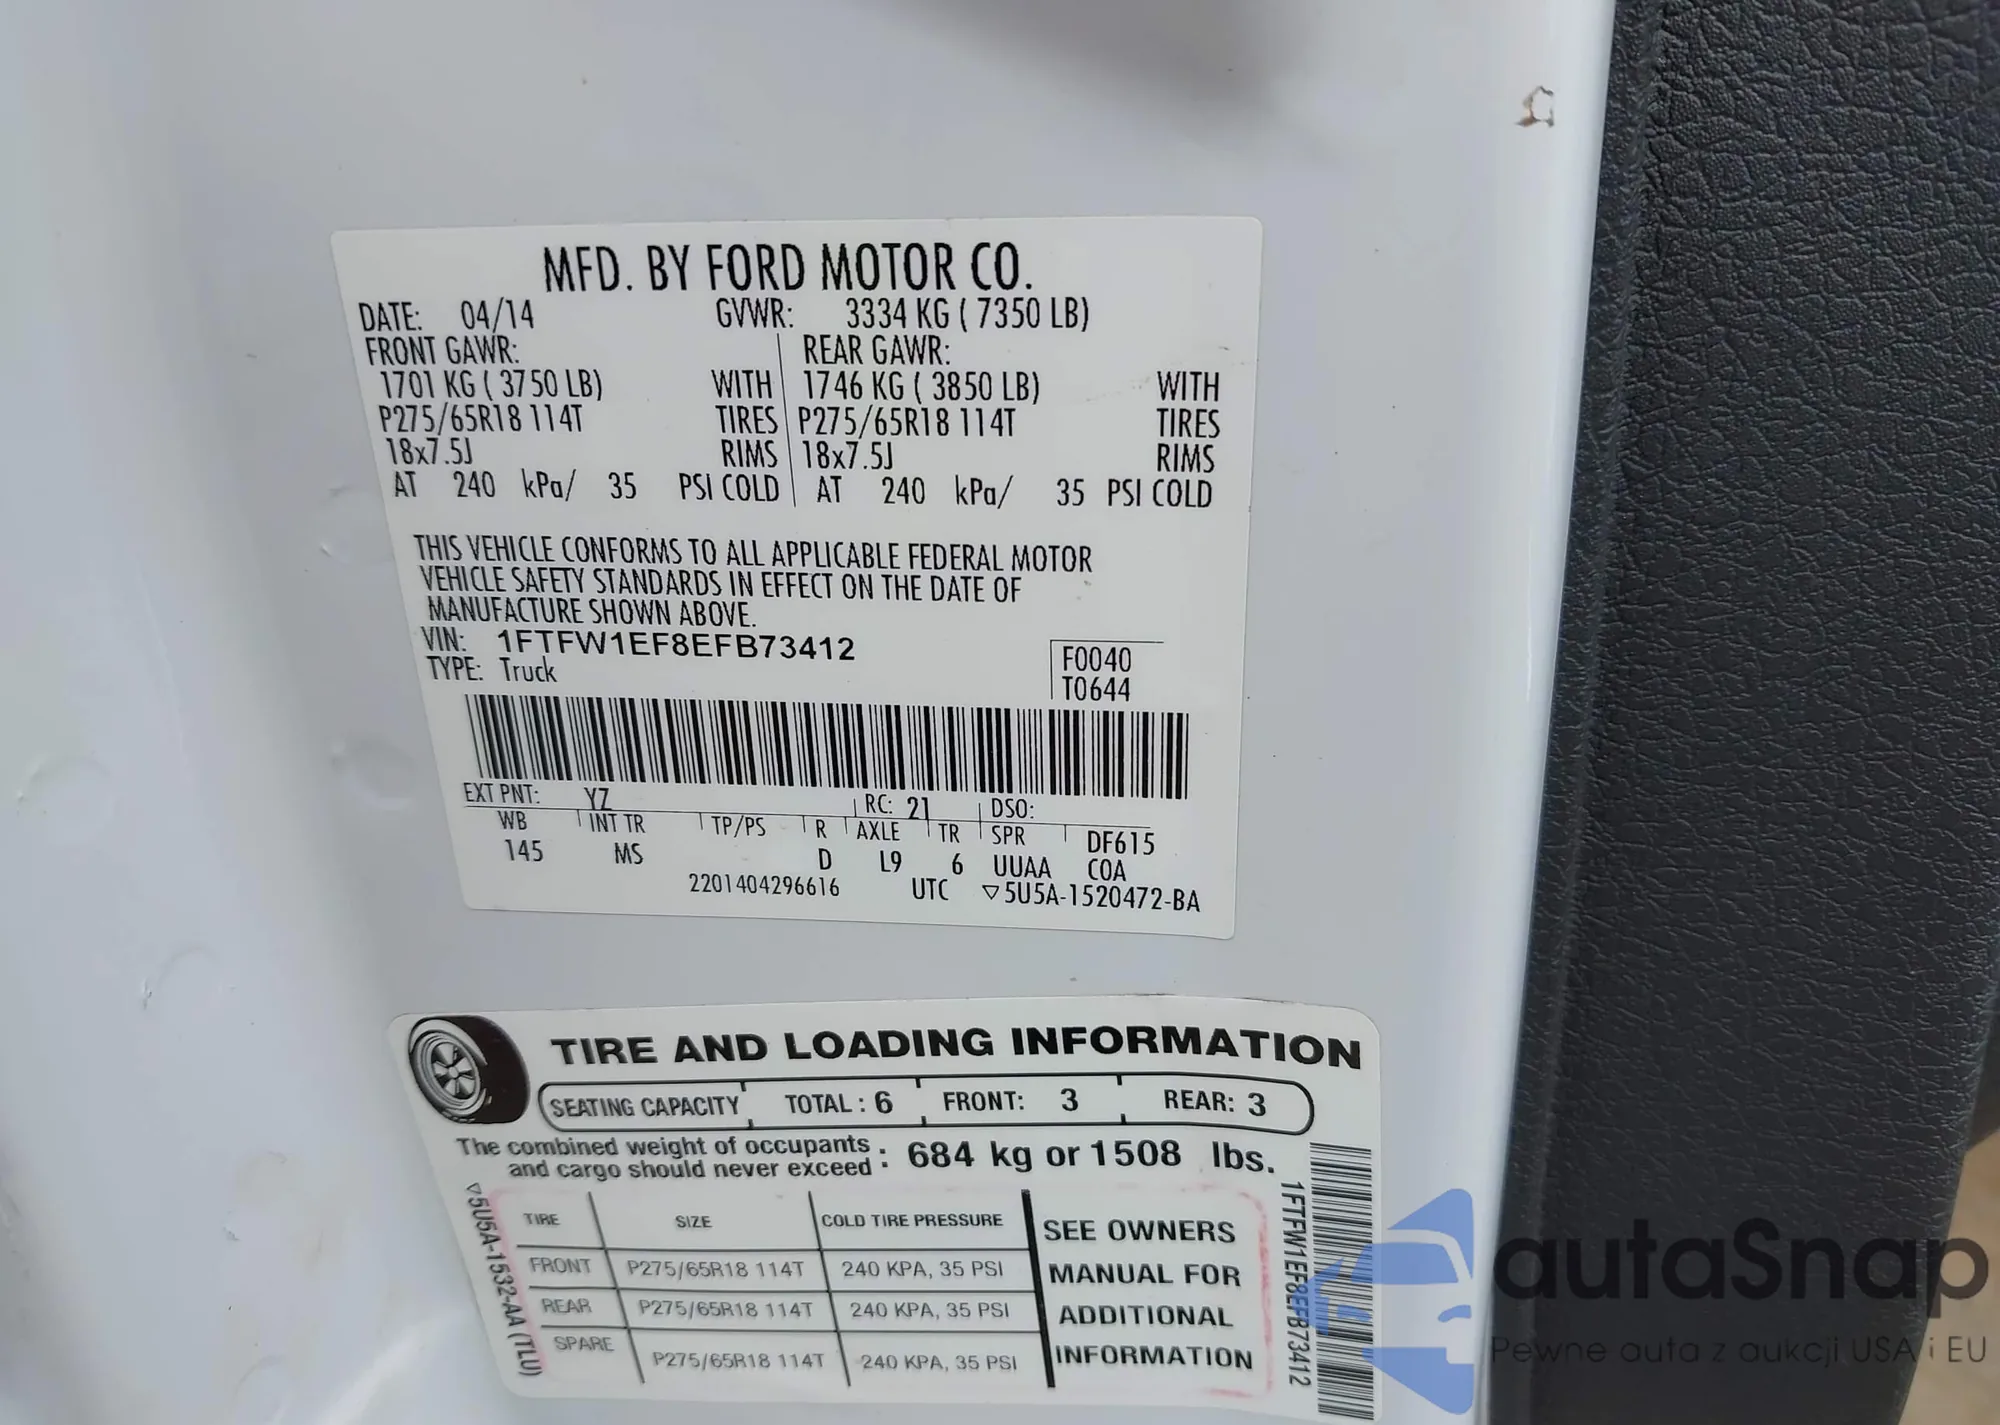 MFD. BY FORD MOTOR CO.
DATE: 04/14 GVWR: 3334 KG ( 7350 LB)
FRONT GAWR: REAR GAWR:
1701 KG ( 3750 LB) WITH 1746 KG ( 3850 LB) WITH
P275/65R18 114T TIRES P275/65R18 114T TIRES
18x7.5J RIMS 18x7.5J RIMS
AT 240 kPa/ 35 PSI COLD AT 240 kPa/ 35 PSI COLD
THIS VEHICLE CONFORMS TO ALL APPLICABLE FEDERAL MOTOR
VEHICLE SAFETY STANDARDS IN EFFECT ON THE DATE OF
MANUFACTURE SHOWN ABOVE.
VIN: 1FTFW1EF8EFB73412
TYPE: Truck
F0040
T0644
EXT PNT: YZ RC: 21 DSO:
WB INT TR TP/PS R AXLE TR SPR DF615
145 MS D L9 6 UUAA COA
2201404296616 UTC ▽5U5A-1520472-BA
TIRE AND LOADING INFORMATION
SEATING CAPACITY TOTAL : 6 FRONT: 3 REAR: 3
The combined weight of occupants
and cargo should never exceed : 684 kg or 1508 lbs.
TIRE SIZE COLD TIRE PRESSURE
FRONT P275/65R18 114T 240 KPA, 35 PSI
REAR P275/65R18 114T 240 KPA, 35 PSI
SPARE P275/65R18 114T 240 KPA, 35 PSI
SEE OWNERS
MANUAL FOR
ADDITIONAL
INFORMATION
▽5U5A-1532-AA (TLU)
1FTFW1EF8EFB73412
autoSnap
Pewne auta z aukcji USA i EU